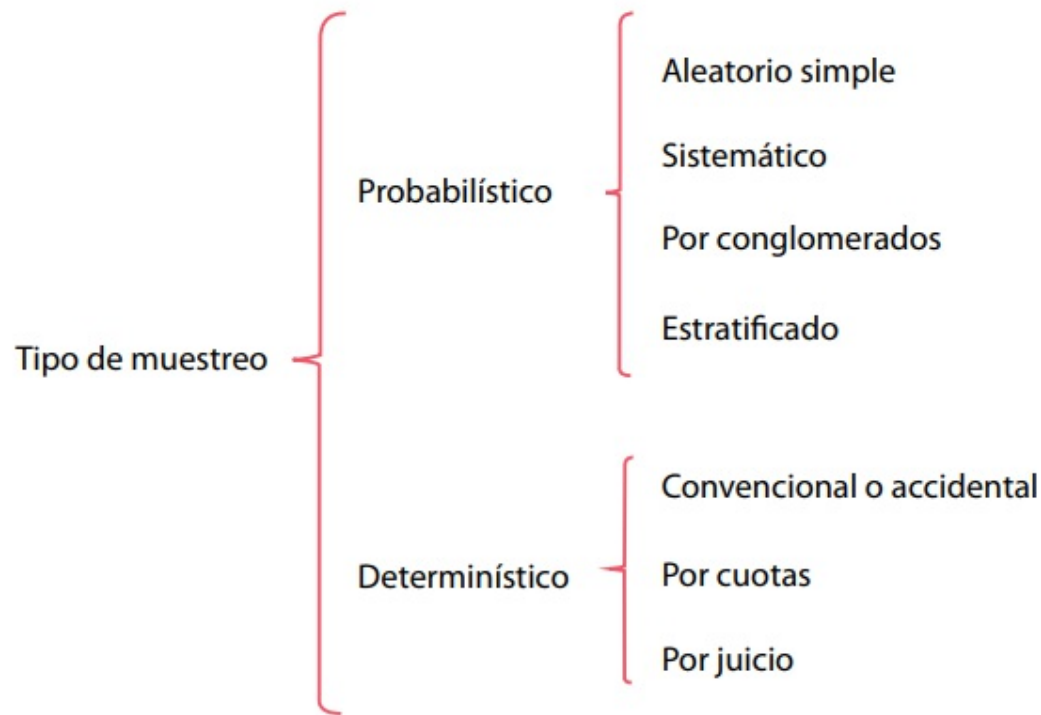 Tipo de muestreo
Probabilístico
Aleatorio simple
Sistemático
Por conglomerados
Estratificado
Determinístico
Convencional o accidental
Por cuotas
Por juicio